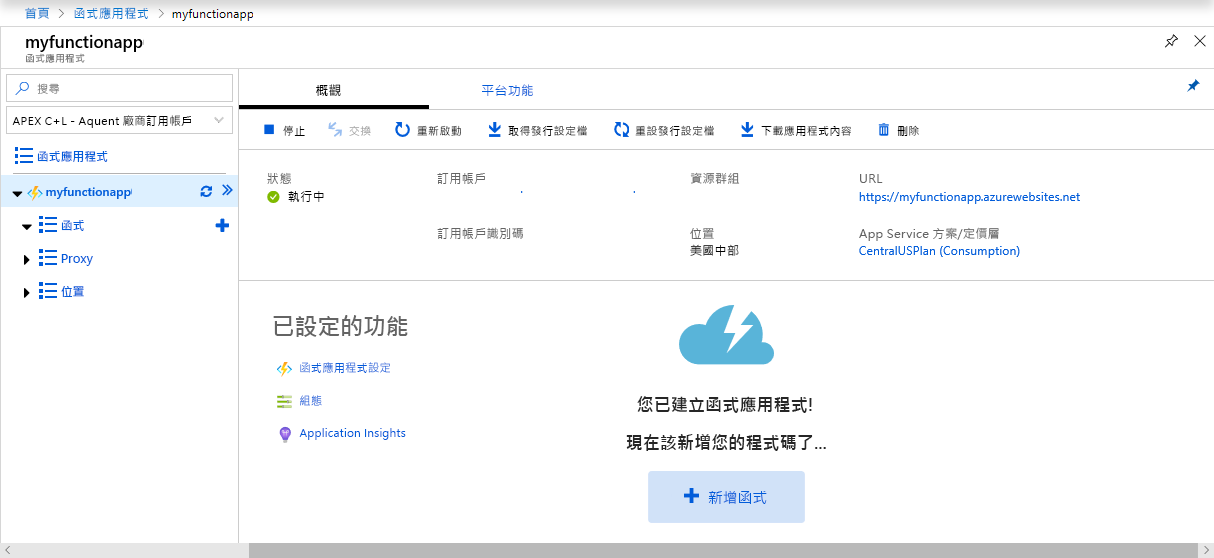 首頁 > 函式應用程式 > myfunctionapp
myfunctionapp
函式應用程式
搜尋
APEX C+L - Aquent 廠商訂用帳戶
函式應用程式
myfunctionapp
函式
Proxy
位置
概觀 平台功能
停止 交換 重新啟動 取得發行設定檔 重設發行設定檔 下載應用程式內容 刪除
狀態 訂用帳戶 資源群組 URL
執行中 https://myfunctionapp.azurewebsites.net
訂用帳戶識別碼 位置 App Service 方案/定價層
美國中部 CentralUSPlan (Consumption)
已設定的功能
函式應用程式設定
組態
Application Insights
您已建立函式應用程式!
現在該新增您的程式碼了...
新增函式